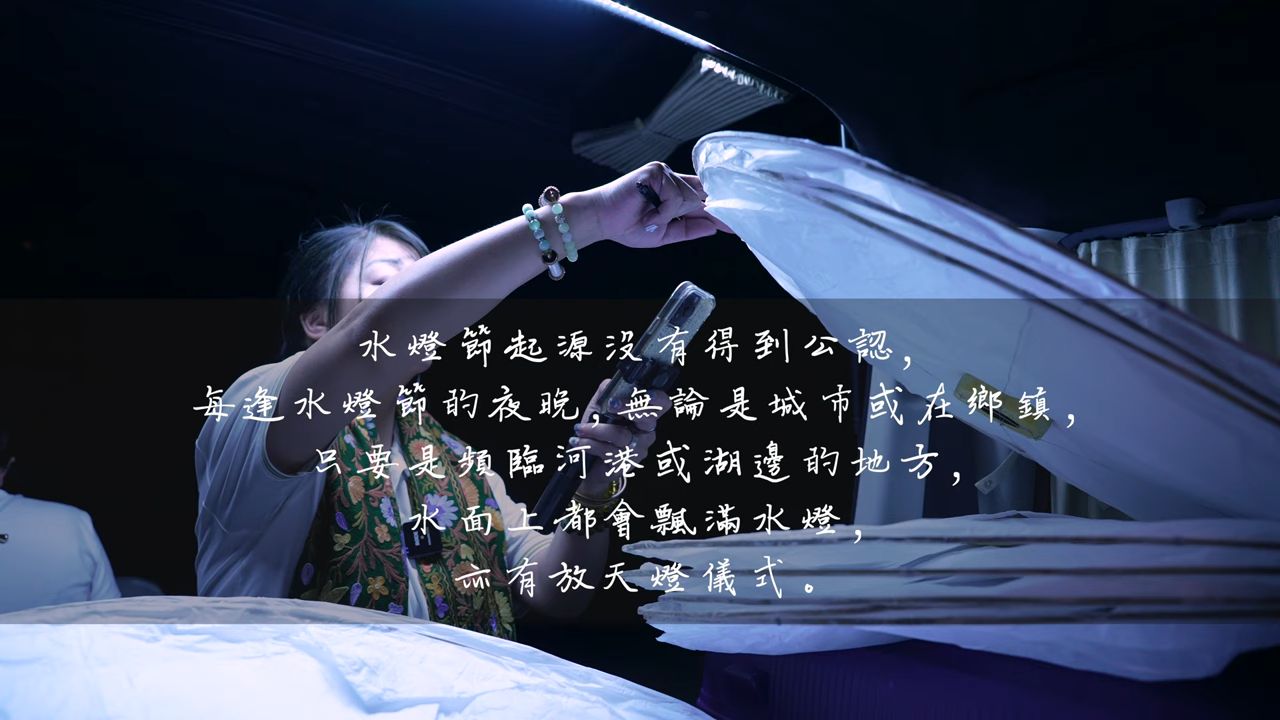 水燈節起源沒有得到公認,
每逢水燈節的夜晚,無論是城市或在鄉鎮,
只要是頻臨河港或湖邊的地方,
水面上都會飄滿水燈,
亦有放天燈儀式。